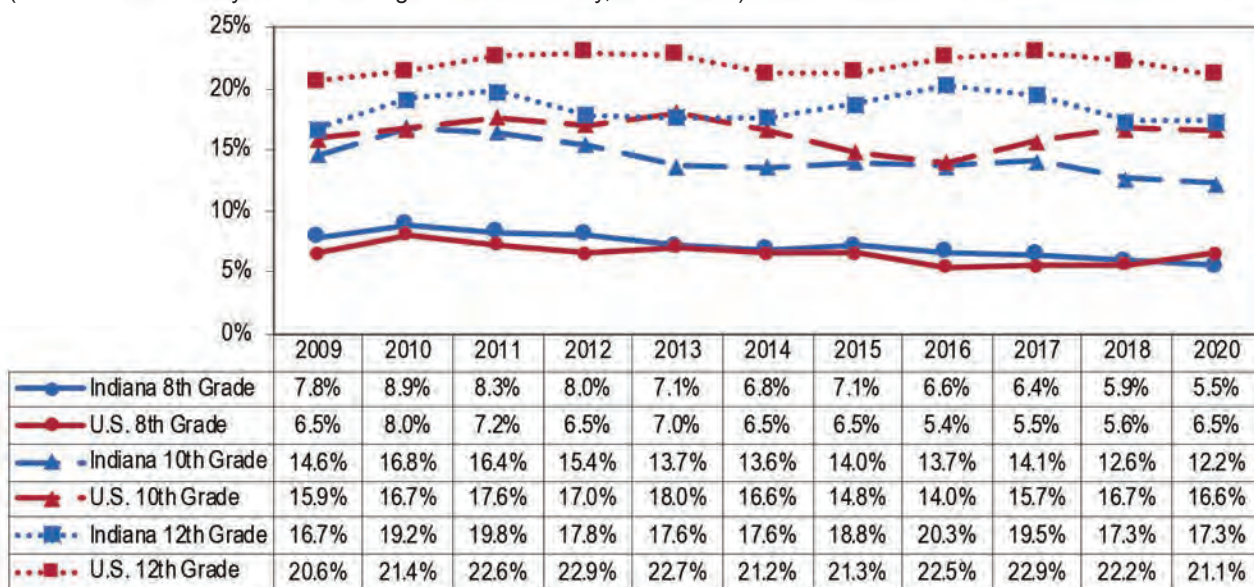 25%
20%
15%
10%
5%
0%
2009 2010 2011 2012 2013 2014 2015 2016 2017 2018 2020
Indiana 8th Grade 7.8% 8.9% 8.3% 8.0% 7.1% 6.8% 7.1% 6.6% 6.4% 5.9% 5.5%
U.S. 8th Grade 6.5% 8.0% 7.2% 6.5% 7.0% 6.5% 6.5% 5.4% 5.5% 5.6% 6.5%
Indiana 10th Grade 14.6% 16.8% 16.4% 15.4% 13.7% 13.6% 14.0% 13.7% 14.1% 12.6% 12.2%
U.S. 10th Grade 15.9% 16.7% 17.6% 17.0% 18.0% 16.6% 14.8% 14.0% 15.7% 16.7% 16.6%
Indiana 12th Grade 16.7% 19.2% 19.8% 17.8% 17.6% 17.6% 18.8% 20.3% 19.5% 17.3% 17.3%
U.S. 12th Grade 20.6% 21.4% 22.6% 22.9% 22.7% 21.2% 21.3% 22.5% 22.9% 22.2% 21.1%